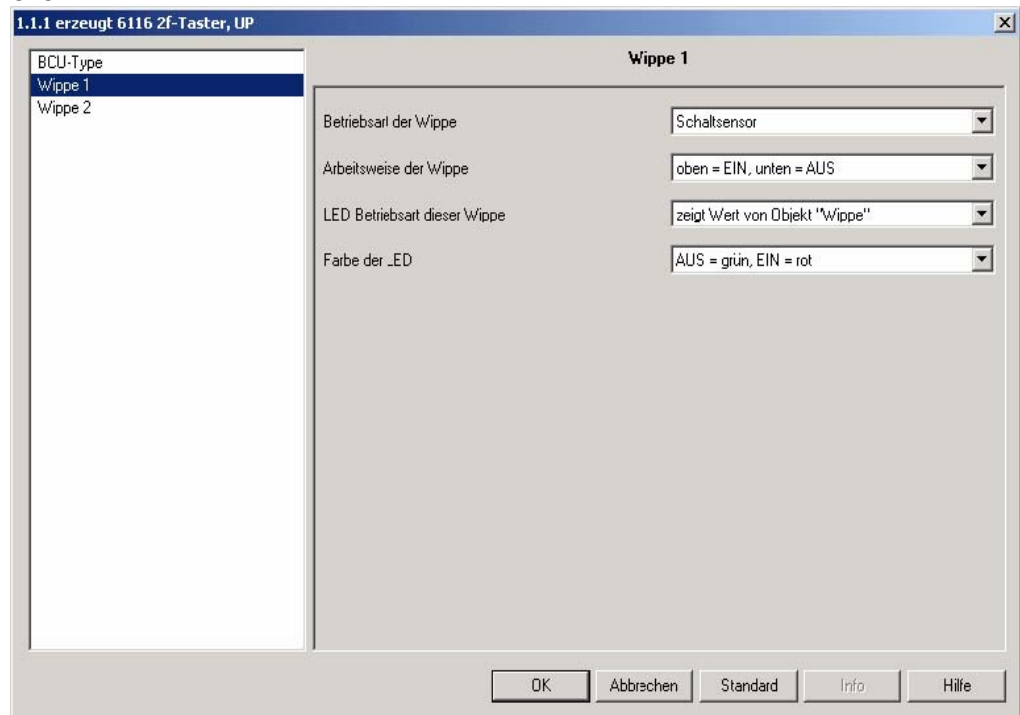 1.1.1 erzeugt 6116 2f-Taster, UP
BCU-Type
Wippe 1
Wippe 2
Wippe 1
Betriebsart der Wippe
Schaltsensor
Arbeitsweise der Wippe
oben = EIN, unten = AUS
LED Betriebsart dieser Wippe
zeigt Wert von Objekt "Wippe"
Farbe der LED
AUS = grün, EIN = rot
OK
Abbrechen
Standard
Info
Hilfe